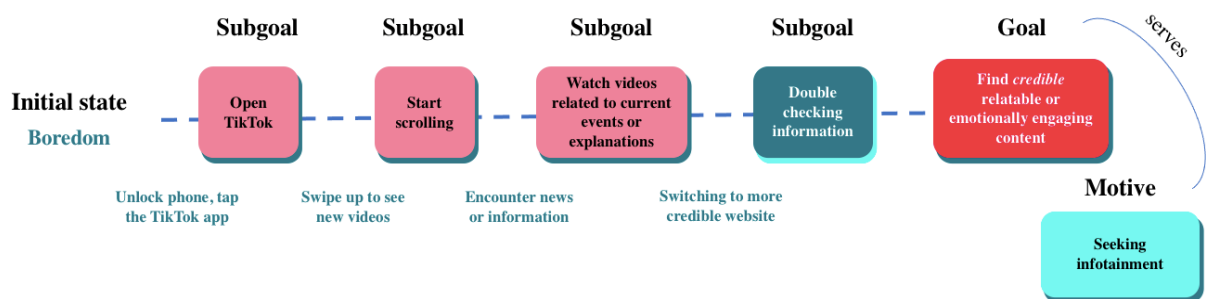 Subgoal
Subgoal
Subgoal
Subgoal
Goal
serves
Initial state
Boredom
Open
TikTok
Start
scrolling
Watch videos
related to current
events or
explanations
Double
checking
information
Find credible
relatable or
emotionally engaging
content
Unlock phone, tap
the TikTok app
Swipe up to see
new videos
Encounter news
or information
Switching to more
credible website
Motive
Seeking
infotainment